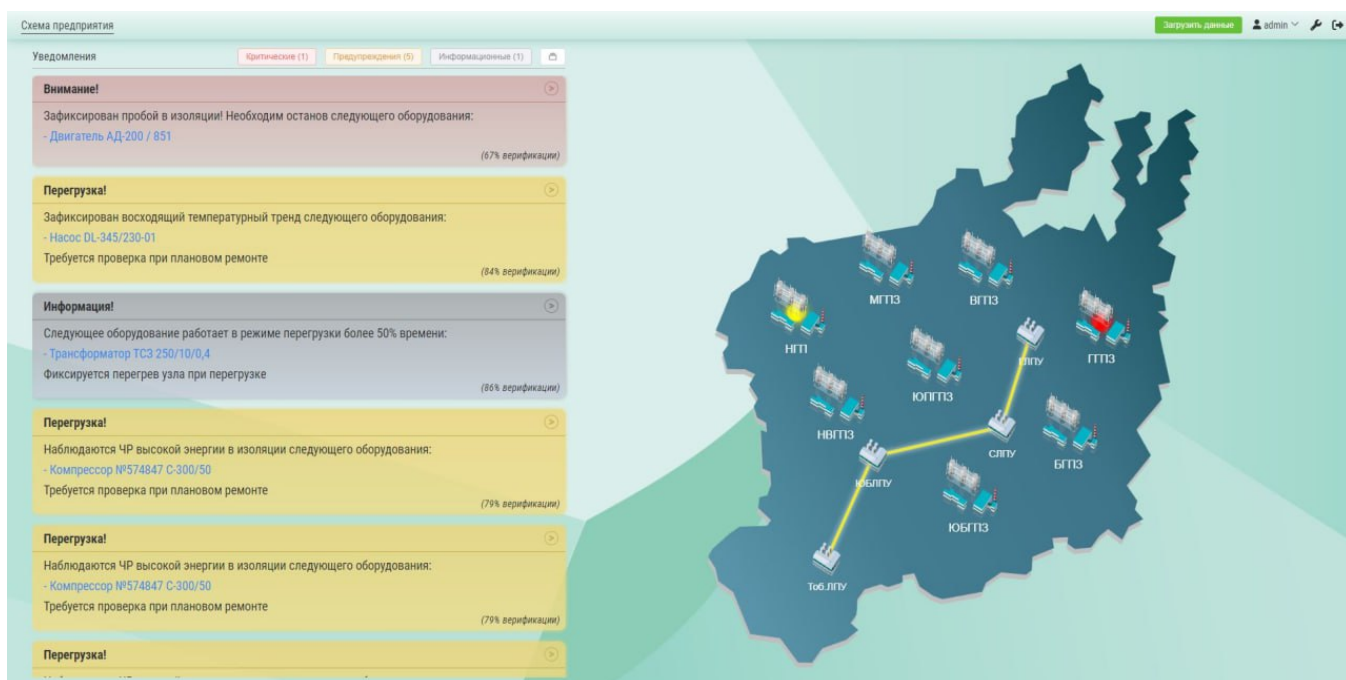 Схема предприятия
Загрузить данные
admin
Уведомления
Критические (1)
Предупреждения (5)
Информационные (1)
Внимание!
Зафиксирован пробой в изоляции! Необходим останов следующего оборудования:
- Двигатель АД-200 / 851
(67% верификации)
Перегрузка!
Зафиксирован восходящий температурный тренд следующего оборудования:
- Насос DL-345/230-01
Требуется проверка при плановом ремонте
(84% верификации)
Информация!
Следующее оборудование работает в режиме перегрузки более 50% времени:
- Трансформатор ТСЗ 250/10/0,4
Фиксируется перегрев узла при перегрузке
(86% верификации)
Перегрузка!
Наблюдаются ЧР высокой энергии в изоляции следующего оборудования:
- Компрессор №574847 С-300/50
Требуется проверка при плановом ремонте
(79% верификации)
Перегрузка!
Наблюдаются ЧР высокой энергии в изоляции следующего оборудования:
- Компрессор №574847 С-300/50
Требуется проверка при плановом ремонте
(79% верификации)
Перегрузка!
МГПЗ
ВГПЗ
НГП
ГПЗ
ЮПГПЗ
НВГПЗ
СЛПУ
БГПЗ
ЮБЛПУ
ЮБГПЗ
Тоб.ЛПУ